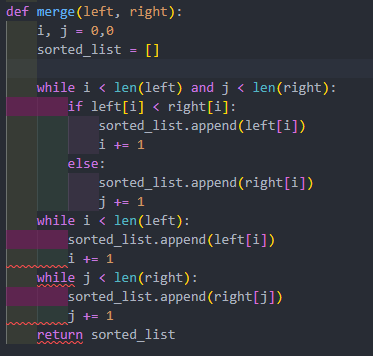 def merge(left, right):
    i, j = 0,0
    sorted_list = []

    while i < len(left) and j < len(right):
        if left[i] < right[i]:
            sorted_list.append(left[i])
            i += 1
        else:
            sorted_list.append(right[i])
            j += 1
    while i < len(left):
        sorted_list.append(left[i])
        i += 1
    while j < len(right):
        sorted_list.append(right[j])
        j += 1
    return sorted_list